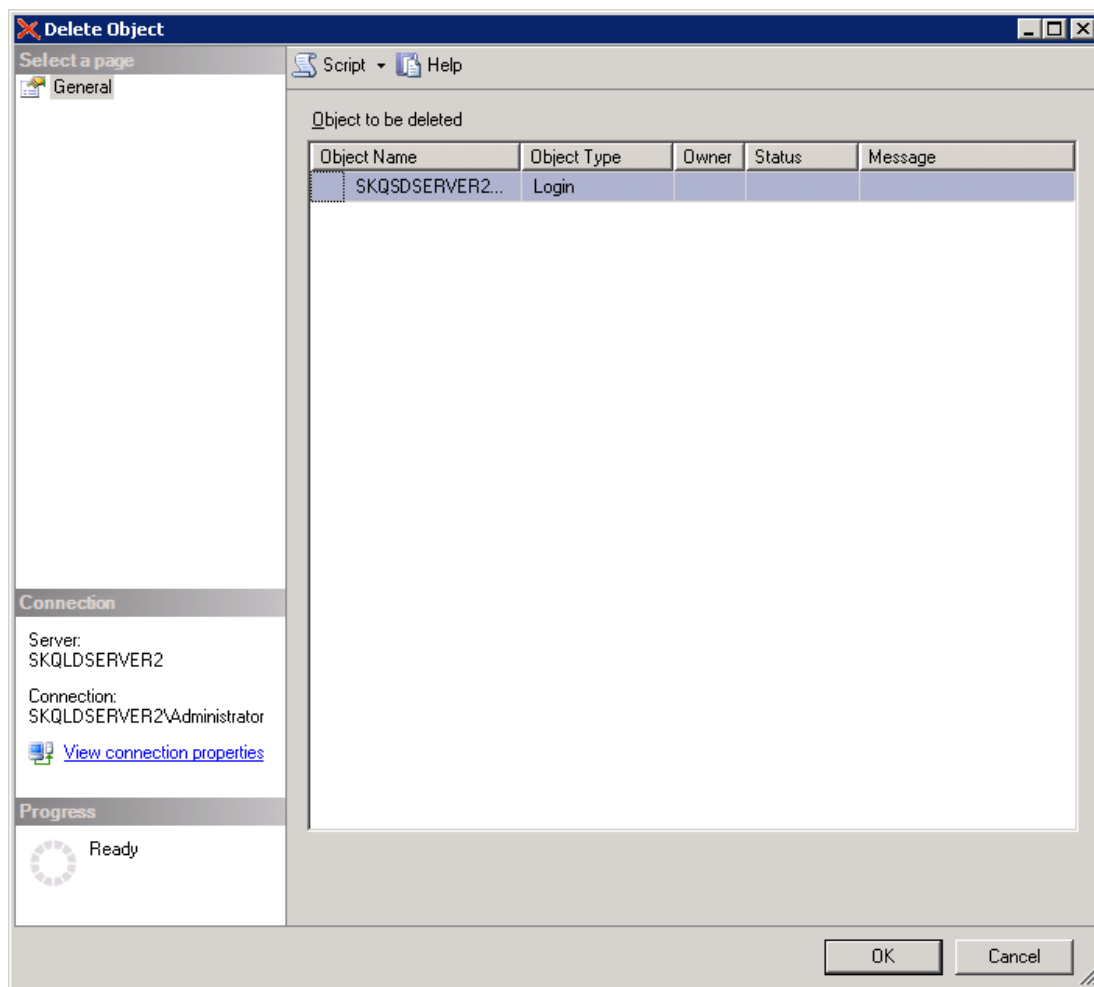 Delete Object
Select a page
General
Script Help
Object to be deleted
Object Name Object Type Owner Status Message
SKQSDSERVER2... Login
Connection
Server:
SKQLDSERVER2
Connection:
SKQLDSERVER2\Administrator
View connection properties
Progress
Ready
OK Cancel